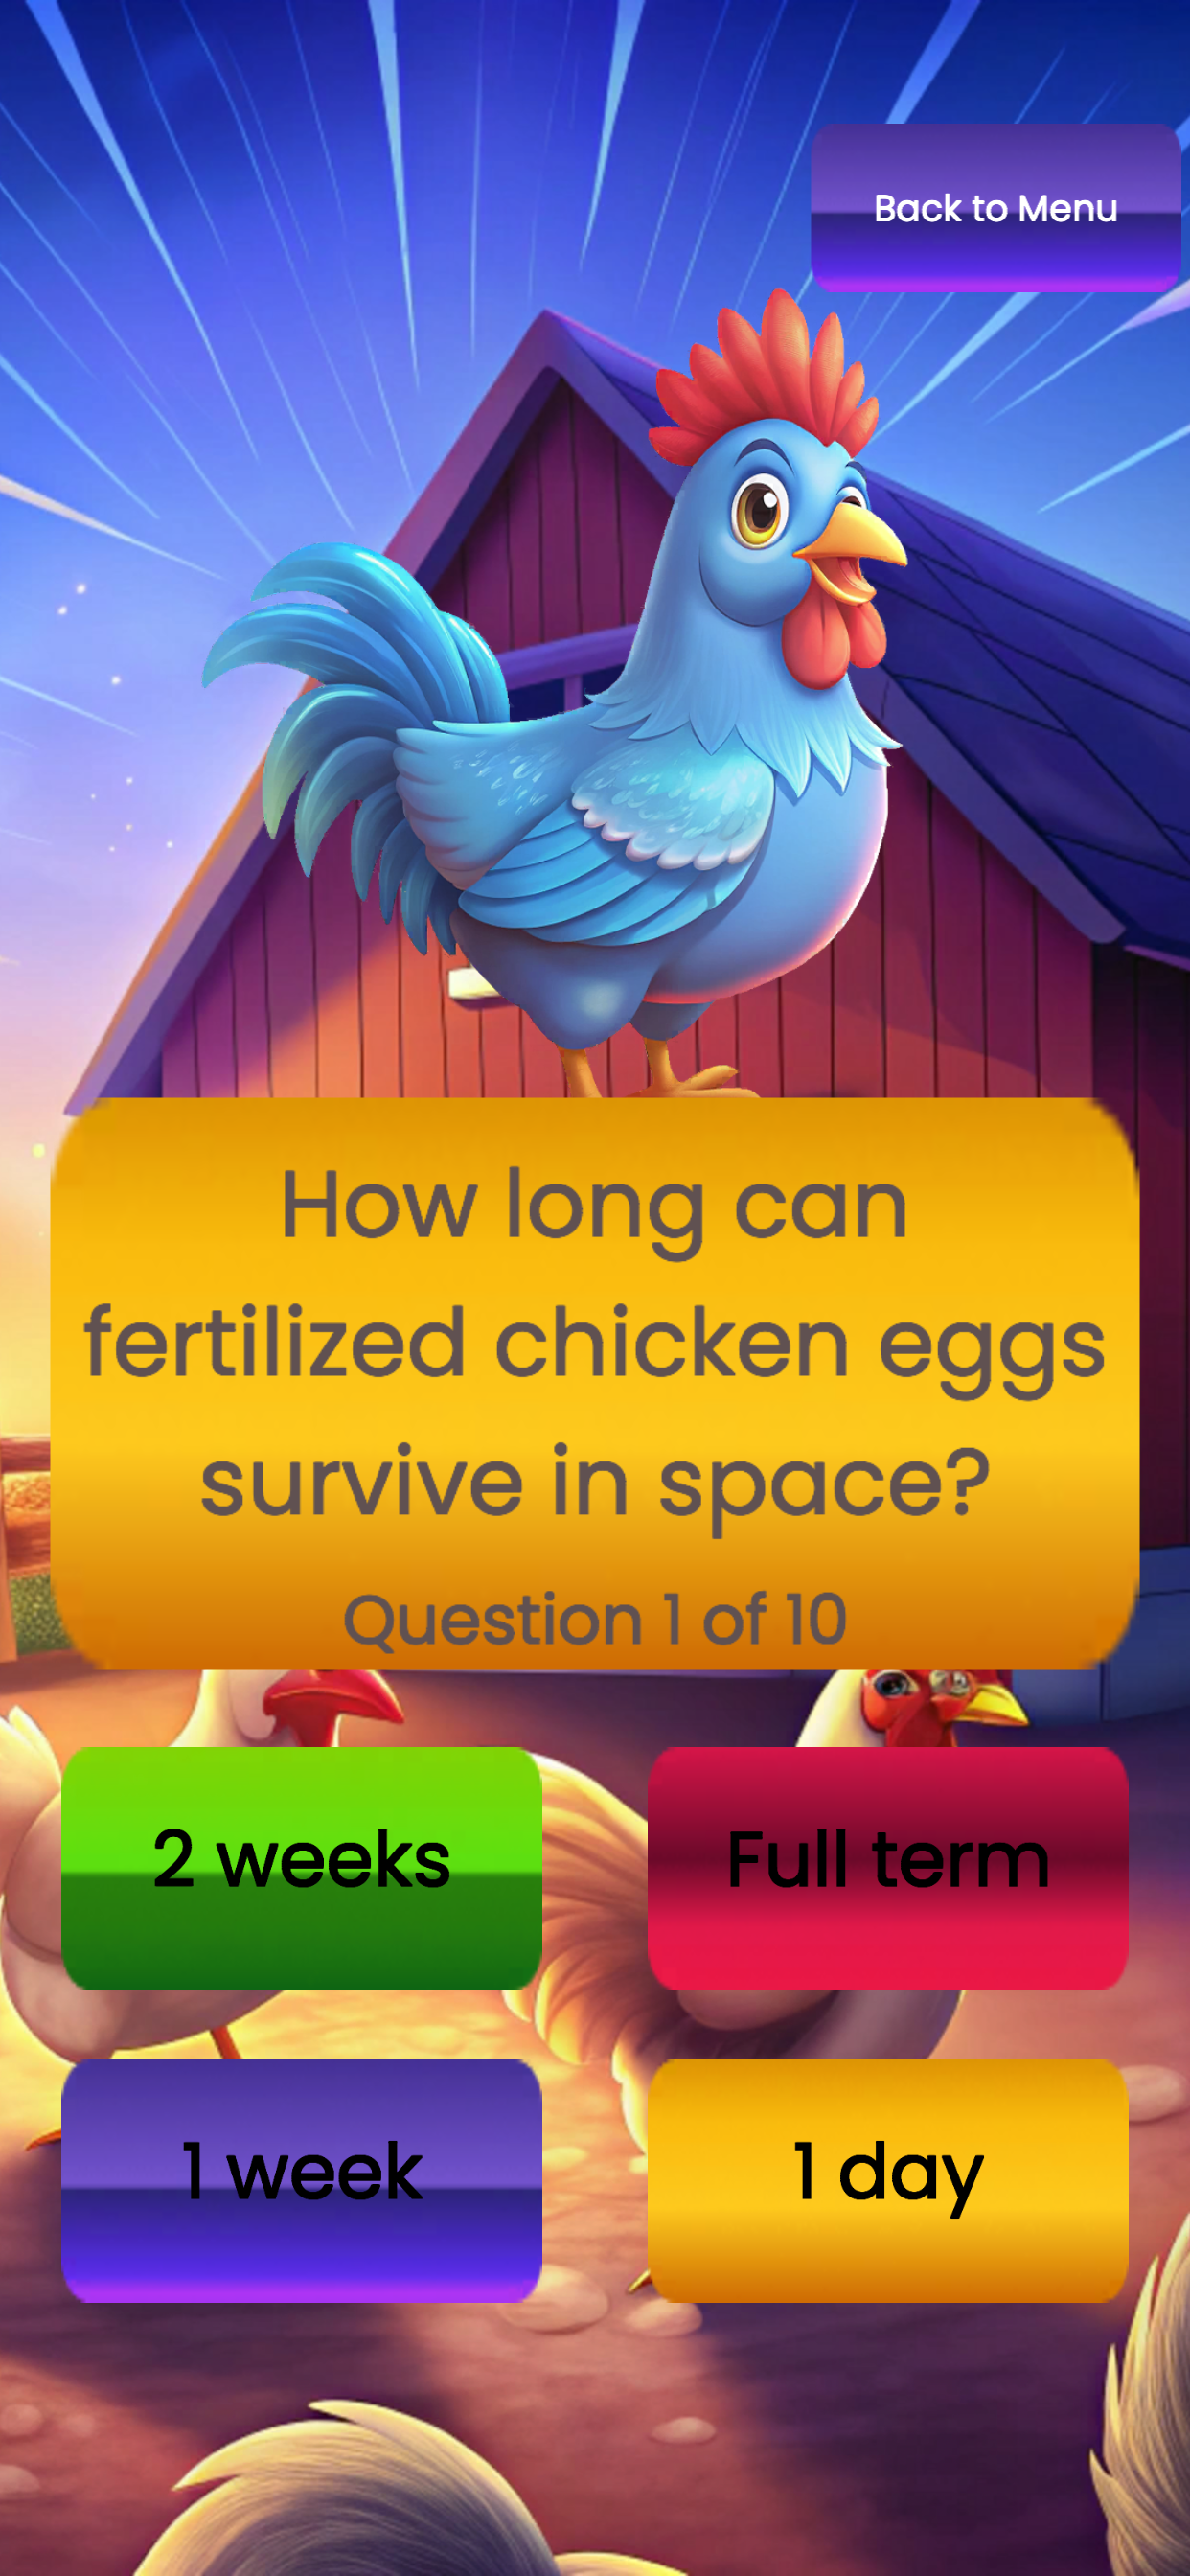 Back to Menu
How long can
fertilized chicken eggs
survive in space?
Question 1 of 10
2 weeks
Full term
1 week
1 day